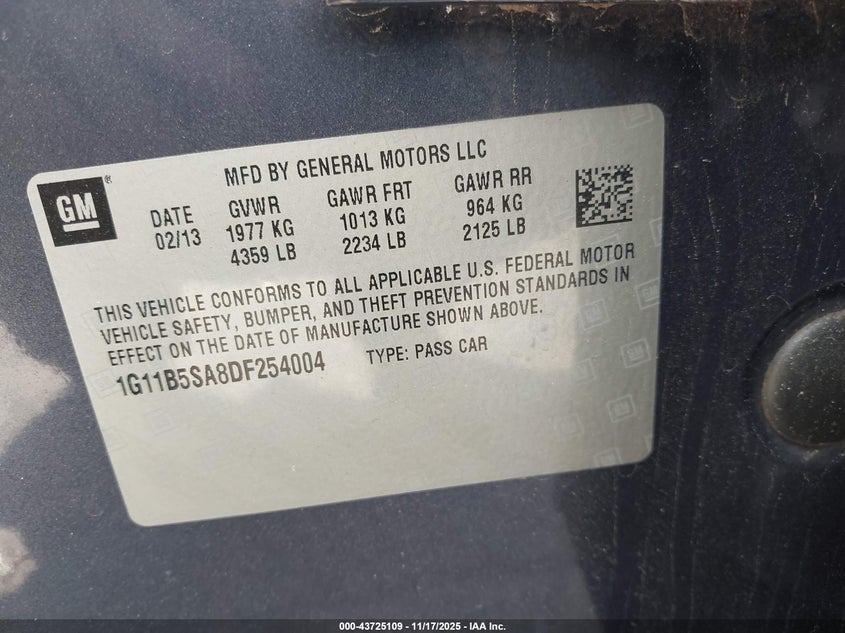 MFD BY GENERAL MOTORS LLC
GM®
DATE GVWR GAWR FRT GAWR RR
02/13 1977 KG 1013 KG 964 KG
4359 LB 2234 LB 2125 LB
THIS VEHICLE CONFORMS TO ALL APPLICABLE U.S. FEDERAL MOTOR
VEHICLE SAFETY, BUMPER, AND THEFT PREVENTION STANDARDS IN
EFFECT ON THE DATE OF MANUFACTURE SHOWN ABOVE.
1G11B5SA8DF254004 TYPE: PASS CAR
000-43725109 - 11/17/2025 - IAA Inc.